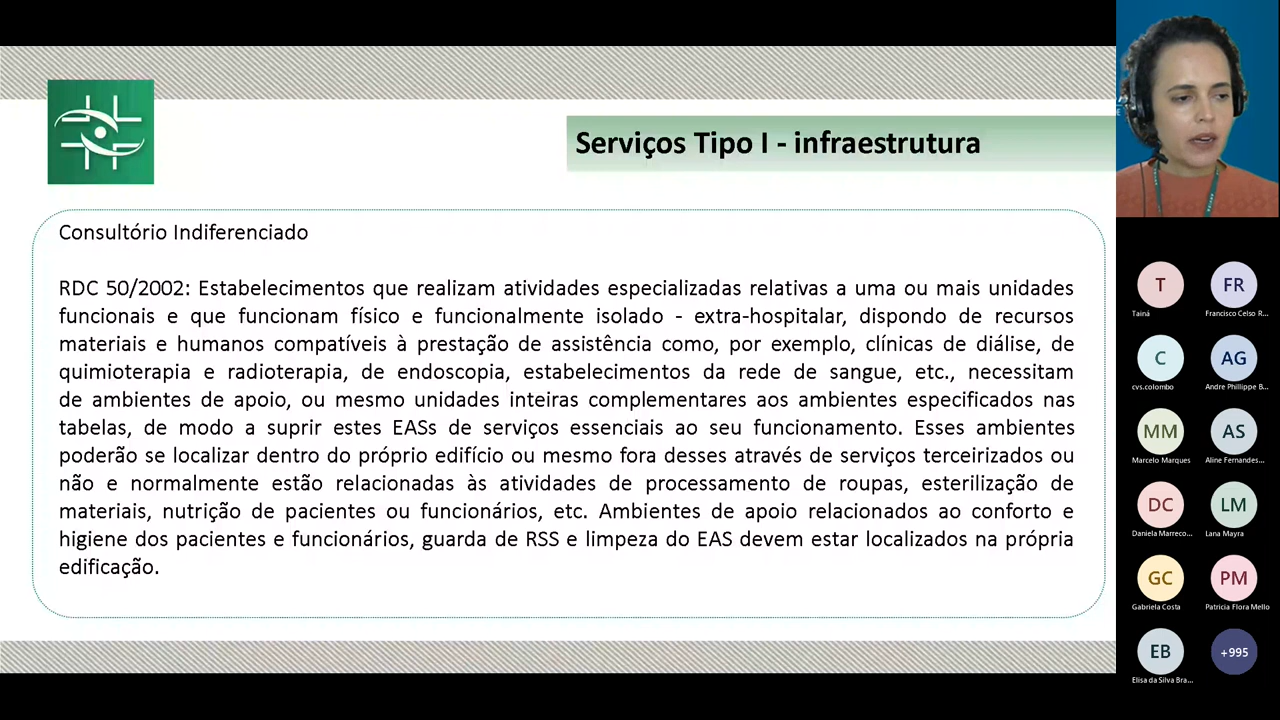 Serviços Tipo I - infraestrutura
Consultório Indiferenciado
RDC 50/2002: Estabelecimentos que realizam atividades especializadas relativas a uma ou mais unidades
funcionais e que funcionam físico e funcionalmente isolado - extra-hospitalar, dispondo de recursos
materiais e humanos compatíveis à prestação de assistência como, por exemplo, clínicas de diálise, de
quimioterapia e radioterapia, de endoscopia, estabelecimentos da rede de sangue, etc., necessitam
de ambientes de apoio, ou mesmo unidades inteiras complementares aos ambientes especificados nas
tabelas, de modo a suprir estes EASs de serviços essenciais ao seu funcionamento. Esses ambientes
poderão se localizar dentro do próprio edifício ou mesmo fora desses através de serviços terceirizados ou
não e normalmente estão relacionadas às atividades de processamento de roupas, esterilização de
materiais, nutrição de pacientes ou funcionários, etc. Ambientes de apoio relacionados ao conforto e
higiene dos pacientes e funcionários, guarda de RSS e limpeza do EAS devem estar localizados na própria
edificação.
T
FR
Tainá
Francisco Celso R...
C
AG
cvs.colombo
Andre Phillippe B...
MM
AS
Marcelo Marques
Aline Fernandes...
DC
LM
Daniela Marreco...
Lana Mayra
GC
PM
Gabriela Costa
Patricia Flora Mello
EB
+995
Elisa da Silva Bra...